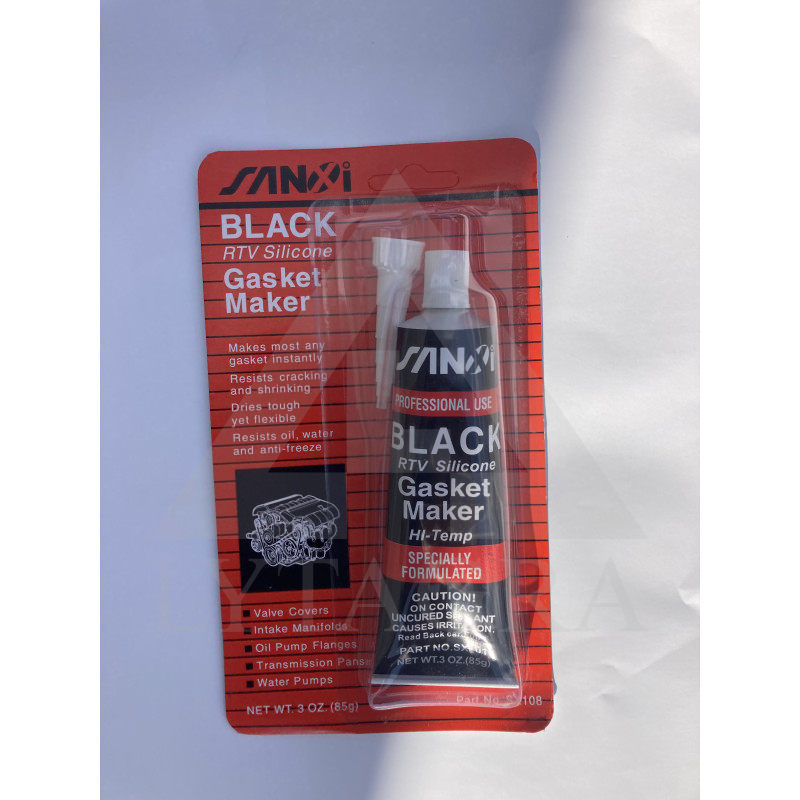 SANXi
BLACK
RTV Silicone
Gasket
Maker
Makes most any
gasket instantly
Resists cracking
and shrinking
Dries tough
yet flexible
Resists oil, water
and anti-freeze
Valve Covers
Intake Manifolds
Oil Pump Flanges
Transmission Pans
Water Pumps
NET WT. 3 OZ.(85g)
Part No.
SANXi
PROFESSIONAL USE
BLACK
RTV Silicone
Gasket
Maker
HI-Temp
SPECIALLY
FORMULATED
CAUTION!
ON CONTACT
UNCURED SEALANT
CAUSES IRRITATION.
Read Back
PART NO.
NET WT.3 OZ.(85g)